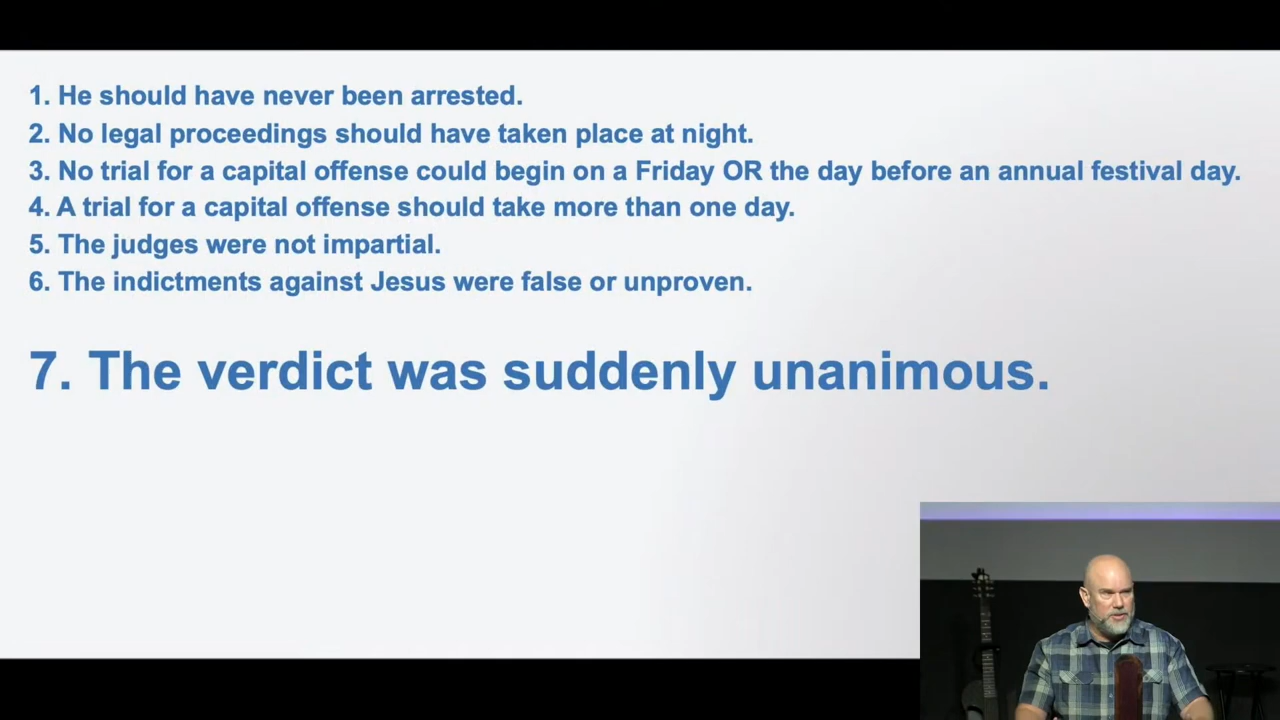 1. He should have never been arrested.
2. No legal proceedings should have taken place at night.
3. No trial for a capital offense could begin on a Friday OR the day before an annual festival day.
4. A trial for a capital offense should take more than one day.
5. The judges were not impartial.
6. The indictments against Jesus were false or unproven.
7. The verdict was suddenly unanimous.